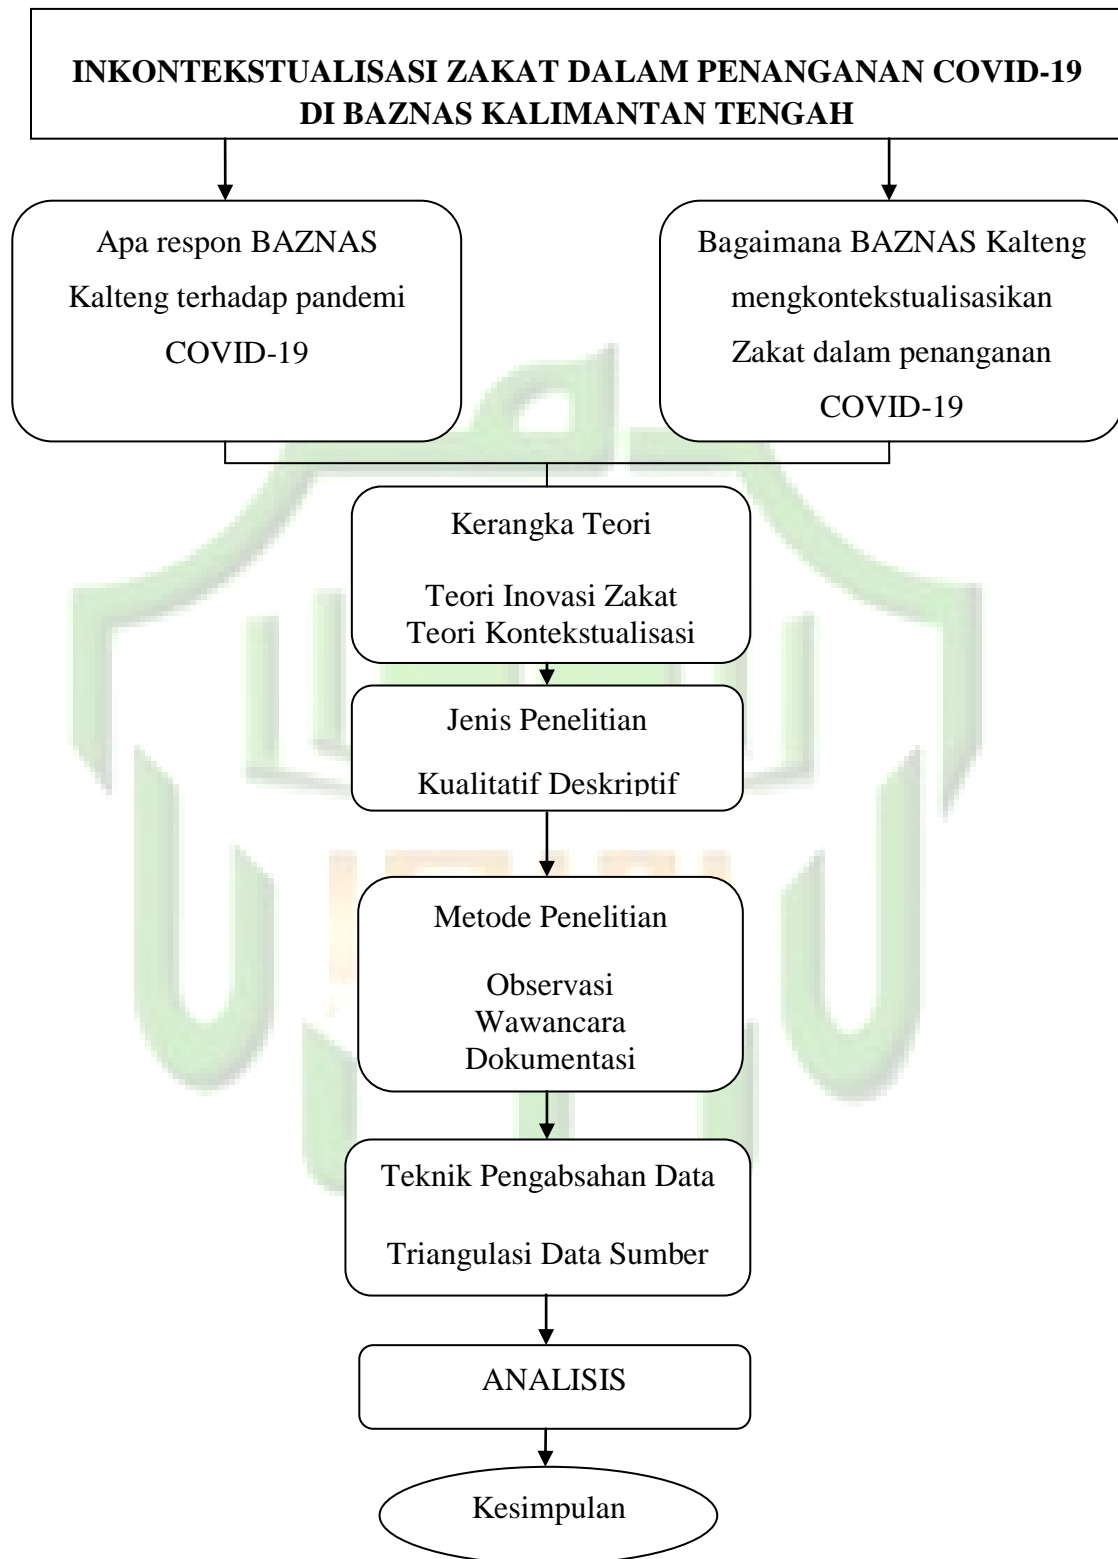 INKONTEKSTUALISASI ZAKAT DALAM PENANGANAN COVID-19
DI BAZNAS KALIMANTAN TENGAH
Apa respon BAZNAS
Kalteng terhadap pandemi
COVID-19
Bagaimana BAZNAS Kalteng
mengkontekstualisasikan
Zakat dalam penanganan
COVID-19
Kerangka Teori
Teori Inovasi Zakat
Teori Kontekstualisasi
Jenis Penelitian
Kualitatif Deskriptif
Metode Penelitian
Observasi
Wawancara
Dokumentasi
Teknik Pengabsahan Data
Triangulasi Data Sumber
ANALISIS
Kesimpulan